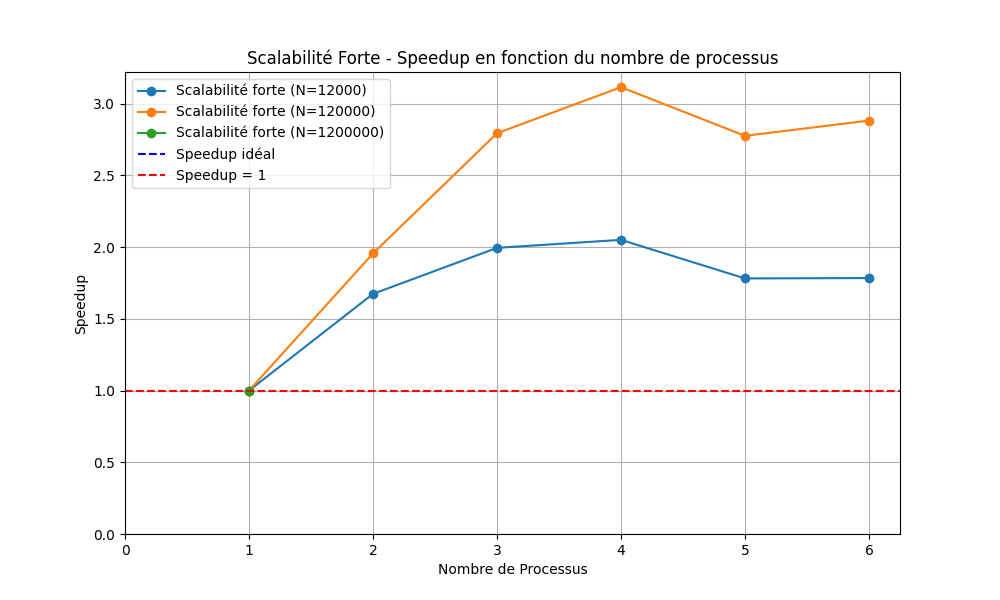 Scalabilité Forte - Speedup en fonction du nombre de processus
Scalabilité forte (N=12000)
Scalabilité forte (N=120000)
Scalabilité forte (N=1200000)
Speedup idéal
Speedup = 1
3.0
2.5
2.0
1.5
1.0
0.5
0.0
Speedup
0 1 2 3 4 5 6
Nombre de Processus